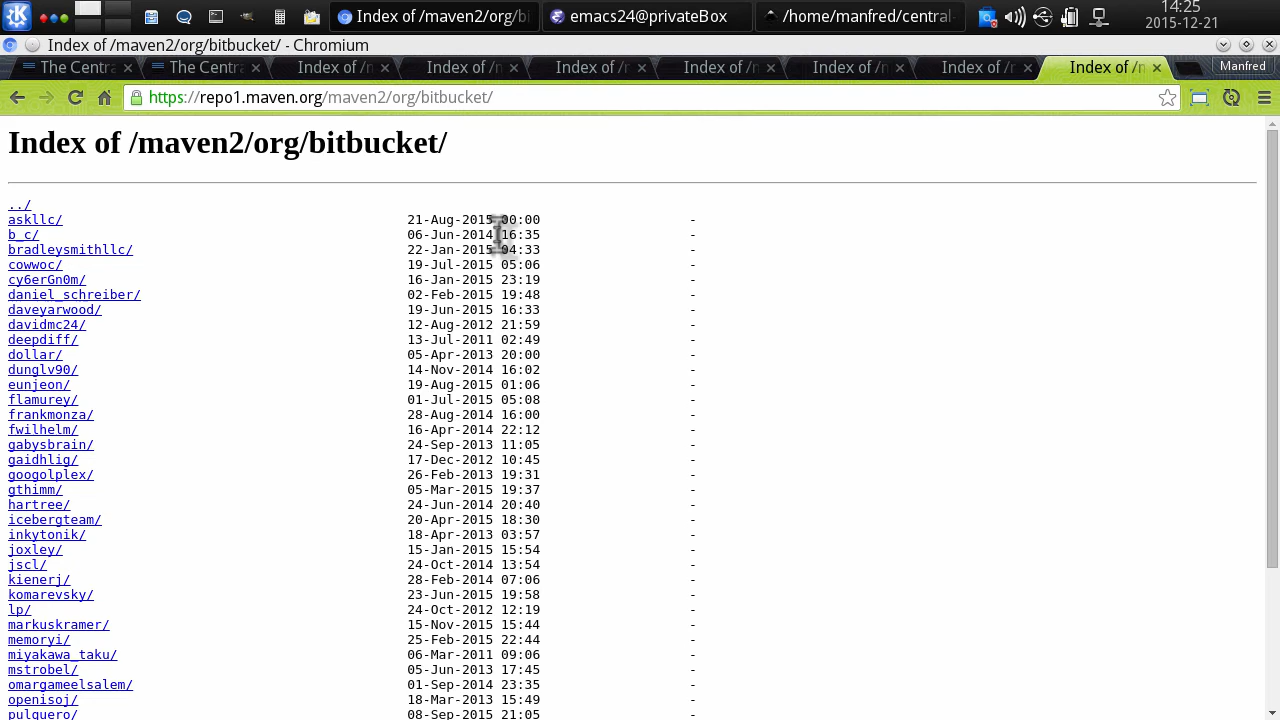 Index of /maven2/org/bi
emacs24@privateBox
/home/manfred/central-
14:25
2015-12-21
Index of /maven2/org/bitbucket/ - Chromium
The Centra
The Centra
Index of /n
Index of /n
Index of /n
Index of /n
Index of /n
Index of /n
Index of /n
Manfred
https://repo1.maven.org/maven2/org/bitbucket/
Index of /maven2/org/bitbucket/
../
askllc/ 21-Aug-2015 00:00 -
b_c/ 06-Jun-2014 16:35 -
bradleysmithllc/ 22-Jan-2015 04:33 -
cowwoc/ 19-Jul-2015 05:06 -
cy6erGn0m/ 16-Jan-2015 23:19 -
daniel_schreiber/ 02-Feb-2015 19:48 -
daveyarwood/ 19-Jun-2015 16:33 -
davidmc24/ 12-Aug-2012 21:59 -
deepdiff/ 13-Jul-2011 02:49 -
dollar/ 05-Apr-2013 20:00 -
dunglv90/ 14-Nov-2014 16:02 -
eunjeon/ 19-Aug-2015 01:06 -
flamurey/ 01-Jul-2015 05:08 -
frankmonza/ 28-Aug-2014 16:00 -
fwilhelm/ 16-Apr-2014 22:12 -
gabysbrain/ 24-Sep-2013 11:05 -
gaidhlig/ 17-Dec-2012 10:45 -
googolplex/ 26-Feb-2013 19:31 -
gthimm/ 05-Mar-2015 19:37 -
hartree/ 24-Jun-2014 20:40 -
icebergteam/ 20-Apr-2015 18:30 -
inkytonik/ 18-Apr-2013 03:57 -
joxley/ 15-Jan-2015 15:54 -
jscl/ 24-Oct-2014 13:54 -
kienerj/ 28-Feb-2014 07:06 -
komarevsky/ 23-Jun-2015 19:58 -
lp/ 24-Oct-2012 12:19 -
markuskramer/ 15-Nov-2015 15:44 -
memoryi/ 25-Feb-2015 22:44 -
miyakawa_taku/ 06-Mar-2011 09:06 -
mstrobel/ 05-Jun-2013 17:45 -
omargameelsalem/ 01-Sep-2014 23:35 -
openisoj/ 18-Mar-2013 15:49 -
pulquero/ 08-Sep-2015 21:05 -